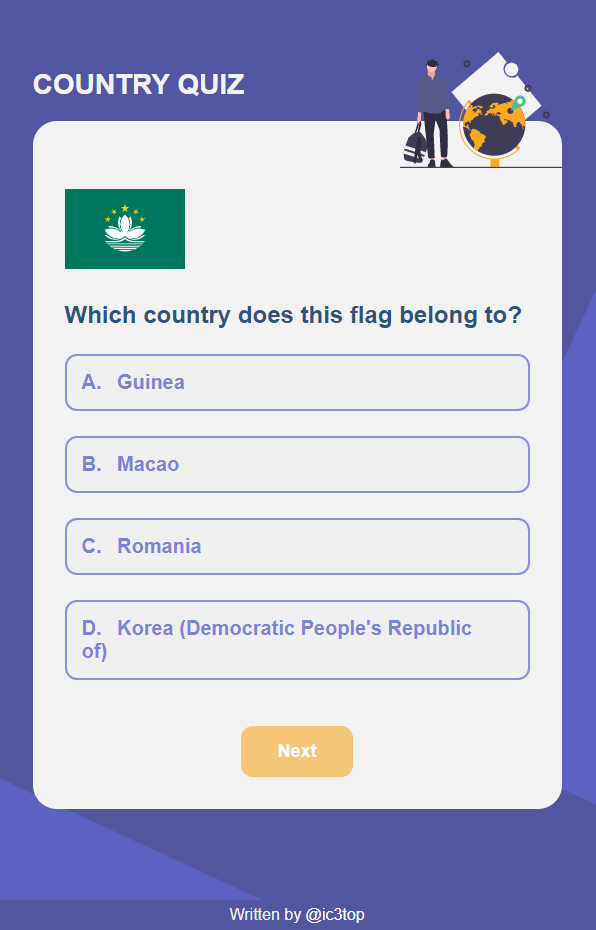 COUNTRY QUIZ
Which country does this flag belong to?
A. Guinea
B. Macao
C. Romania
D. Korea (Democratic People's Republic
of)
Next
Written by @ic3top